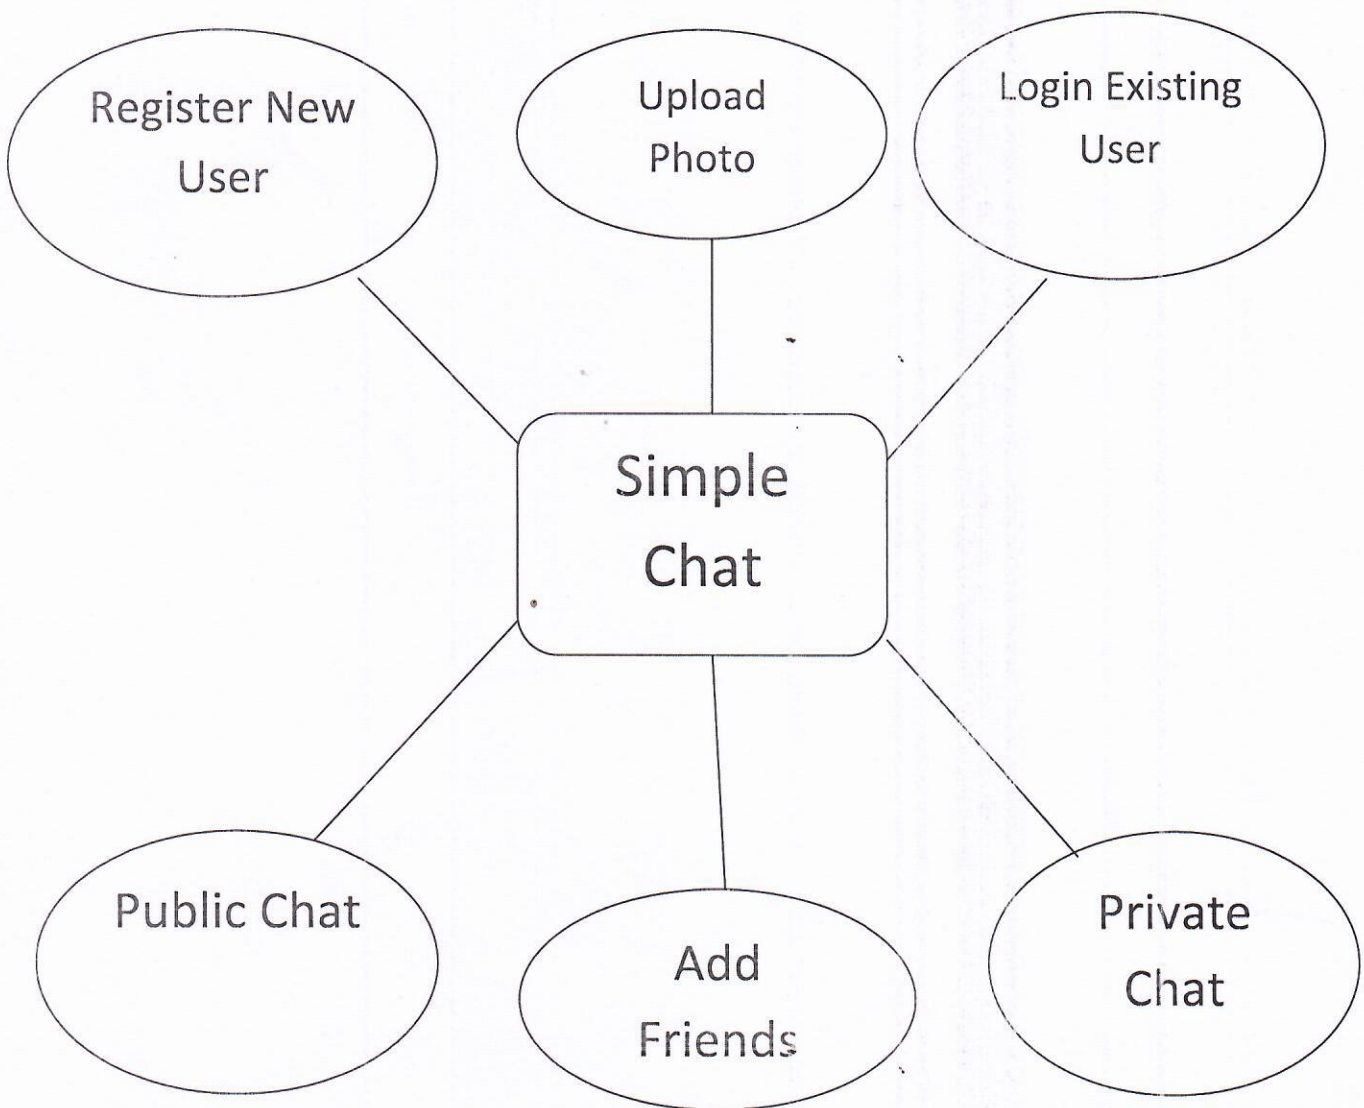 Register New
User
Upload
Photo
Login Existing
User
Simple
Chat
Public Chat
Add
Friends
Private
Chat